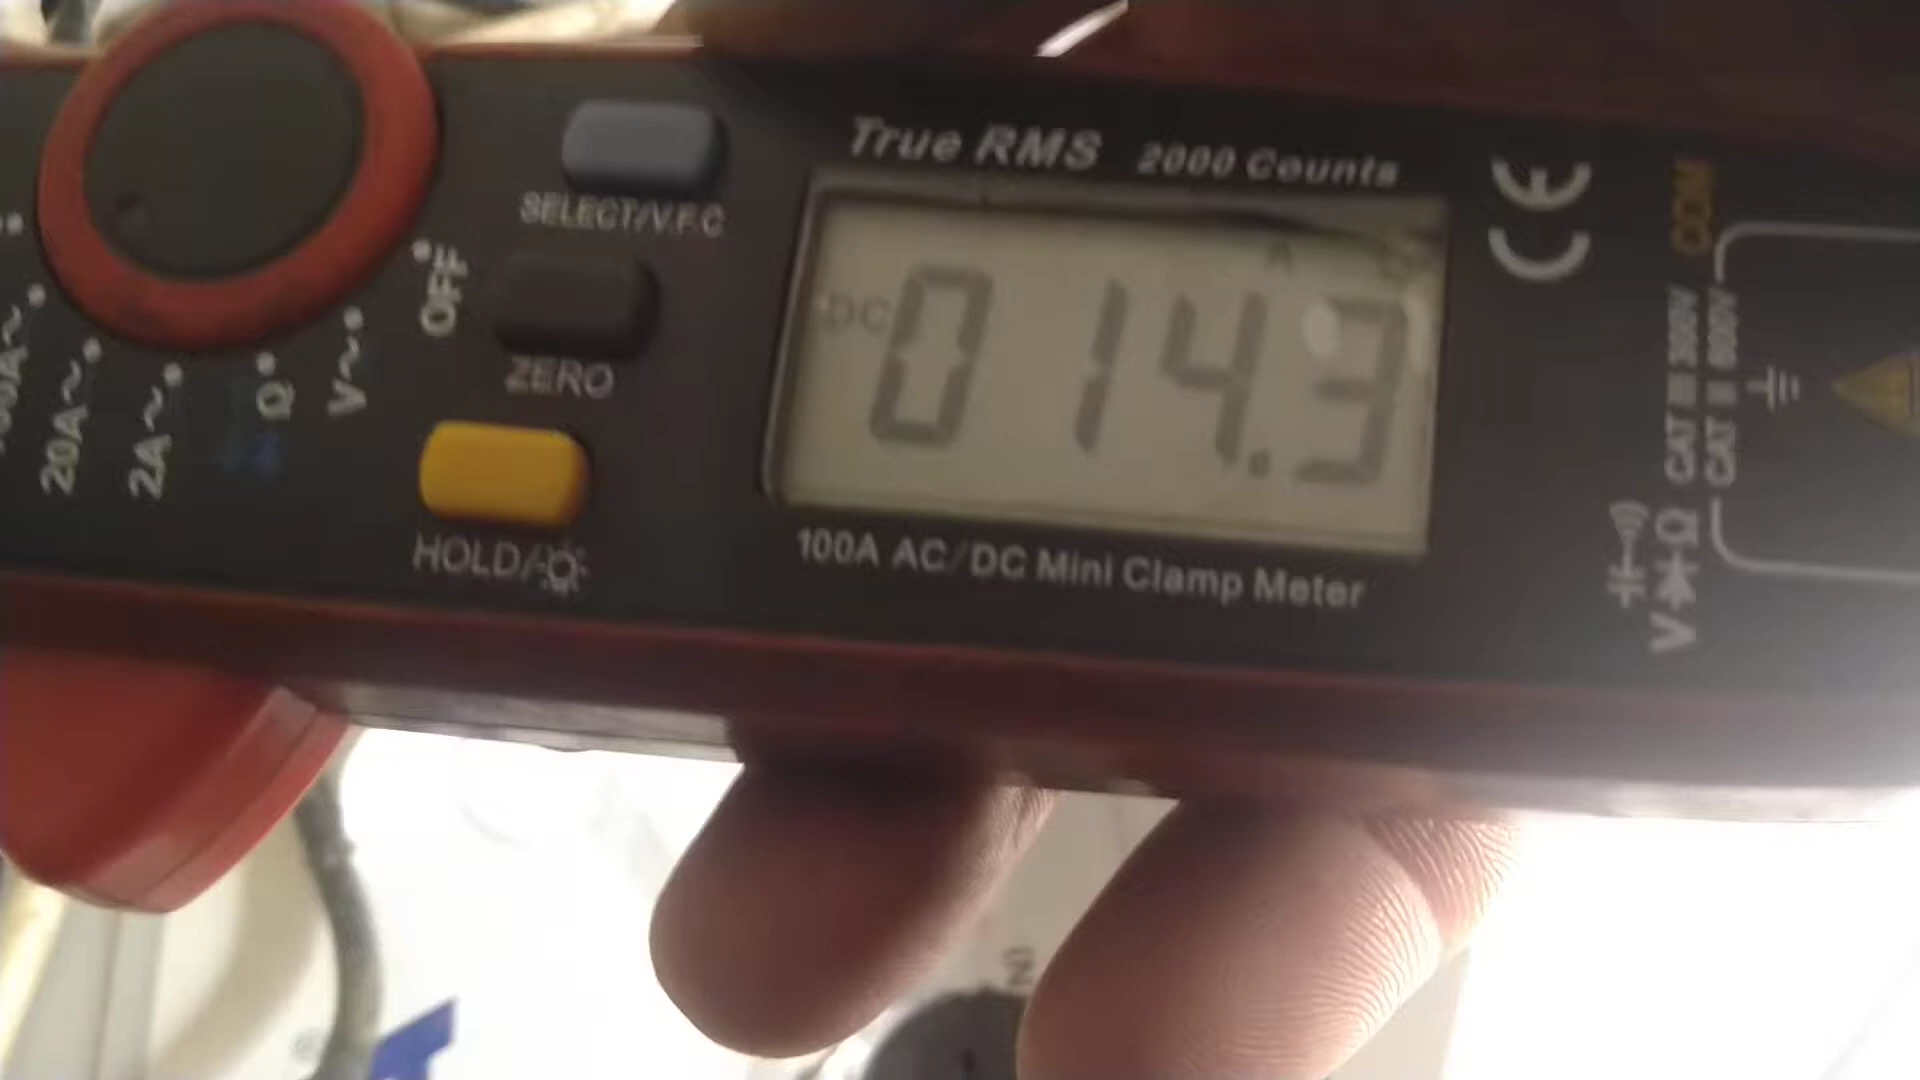 True RMS 2000 Counts
SELECT/V.F.C
OFF
ZERO
HOLD/
V~
Ω
2A~
20A~
DC
A
014.3
100A AC/DC Mini Clamp Meter
CE
COM
CAT III 300V
CAT II 600V
Ω
V